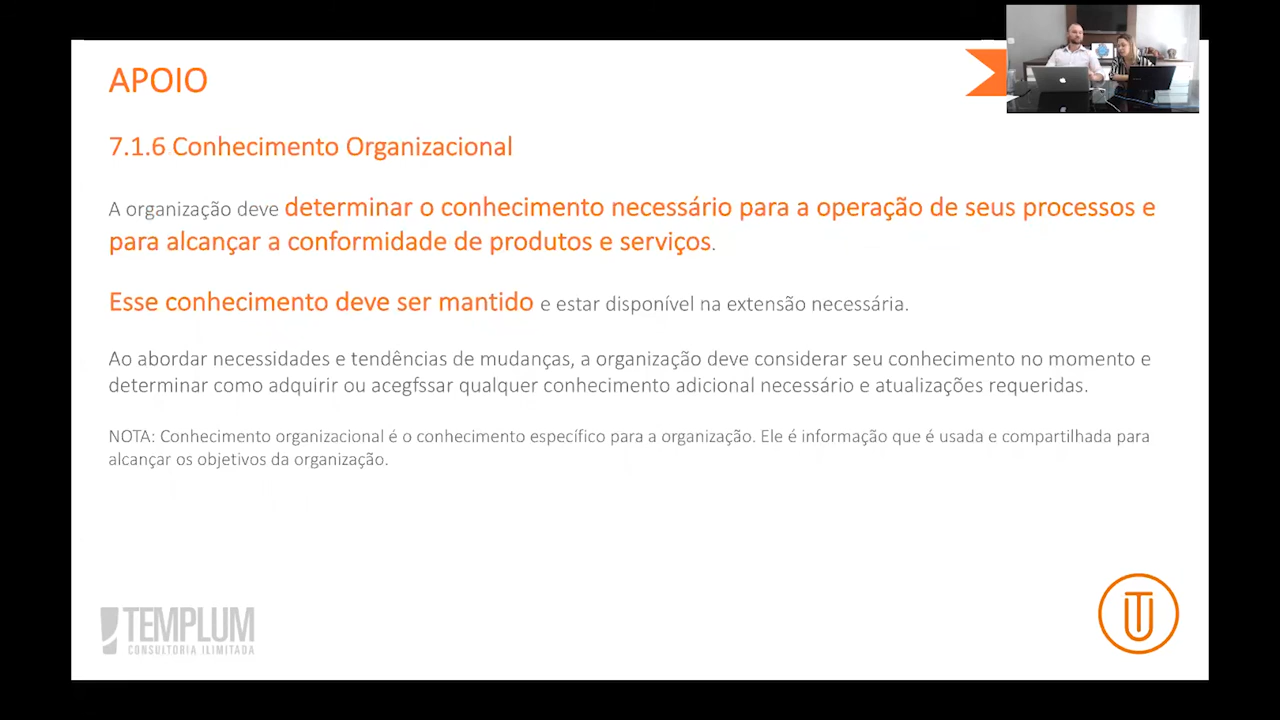 APOIO
7.1.6 Conhecimento Organizacional
A organização deve determinar o conhecimento necessário para a operação de seus processos e
para alcançar a conformidade de produtos e serviços.
Esse conhecimento deve ser mantido e estar disponível na extensão necessária.
Ao abordar necessidades e tendências de mudanças, a organização deve considerar seu conhecimento no momento e
determinar como adquirir ou acegfssar qualquer conhecimento adicional necessário e atualizações requeridas.
NOTA: Conhecimento organizacional é o conhecimento específico para a organização. Ele é informação que é usada e compartilhada para
alcançar os objetivos da organização.
TEMPLUM
CONSULTORIA ILIMITADA